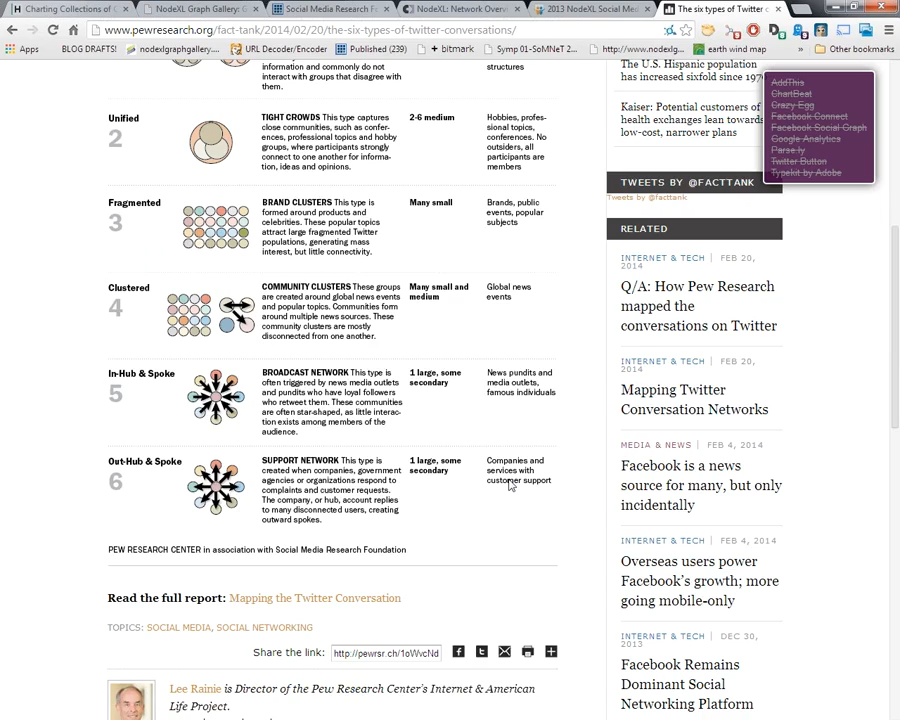 Charting Collections of C
NodeXL Graph Gallery: G
Social Media Research Fo
NodeXL: Network Overv
2013 NodeXL Social Med
The six types of Twitter c
www.pewresearch.org/fact-tank/2014/02/20/the-six-types-of-twitter-conversations/
Apps
BLOG DRAFTS!
nodexlgraphgallery....
URL Decoder/Encoder
Published (239)
+ bitmark
Symp 01-SoMNeT 2...
http://www.nodexlg...
earth wind map
»
Other bookmarks
information and commonly do not
interact with groups that disagree with
them.
structures
Unified
2
TIGHT CROWDS This type captures
close communities, such as confer-
ences, professional topics and hobby
groups, where participants strongly
connect to one another for informa-
tion, ideas and opinions.
2-6 medium
Hobbies, profes-
sional topics,
conferences. No
outsiders, all
participants are
members
Fragmented
3
BRAND CLUSTERS This type is
formed around products and
celebrities. These popular topics
attract large fragmented Twitter
populations, generating mass
interest, but little connectivity.
Many small
Brands, public
events, popular
subjects
Clustered
4
COMMUNITY CLUSTERS These groups
are created around global news events
and popular topics. Communities form
around multiple news sources. These
community clusters are mostly
disconnected from one another.
Many small and
medium
Global news
events
In-Hub & Spoke
5
BROADCAST NETWORK This type is
often triggered by news media outlets
and pundits who have loyal followers
who retweet them. These communities
are often star-shaped, as little interac-
tion exists among members of the
audience.
1 large, some
secondary
News pundits and
media outlets,
famous individuals
Out-Hub & Spoke
6
SUPPORT NETWORK This type is
created when companies, government
agencies or organizations respond to
complaints and customer requests.
The company, or hub, account replies
to many disconnected users, creating
outward spokes.
1 large, some
secondary
Companies and
services with
customer support
PEW RESEARCH CENTER in association with Social Media Research Foundation
Read the full report: Mapping the Twitter Conversation
TOPICS: SOCIAL MEDIA, SOCIAL NETWORKING
Share the link:
http://pewrsr.ch/1oWvcNd
Lee Rainie is Director of the Pew Research Center's Internet & American
Life Project.
The U.S. Hispanic population
has increased sixfold since 197
Kaiser: Potential customers of
health exchanges lean towards
low-cost, narrower plans
AddThis
ChartBeat
Crazy Egg
Facebook Connect
Facebook Social Graph
Google Analytics
Parse.ly
Twitter Button
Typekit by Adobe
TWEETS BY @FACTTANK
Tweets by @facttank
RELATED
INTERNET & TECH | FEB 20,
2014
Q/A: How Pew Research
mapped the
conversations on Twitter
INTERNET & TECH | FEB 20,
2014
Mapping Twitter
Conversation Networks
MEDIA & NEWS | FEB 4, 2014
Facebook is a news
source for many, but only
incidentally
INTERNET & TECH | FEB 4, 2014
Overseas users power
Facebook's growth; more
going mobile-only
INTERNET & TECH | DEC 30,
2013
Facebook Remains
Dominant Social
Networking Platform